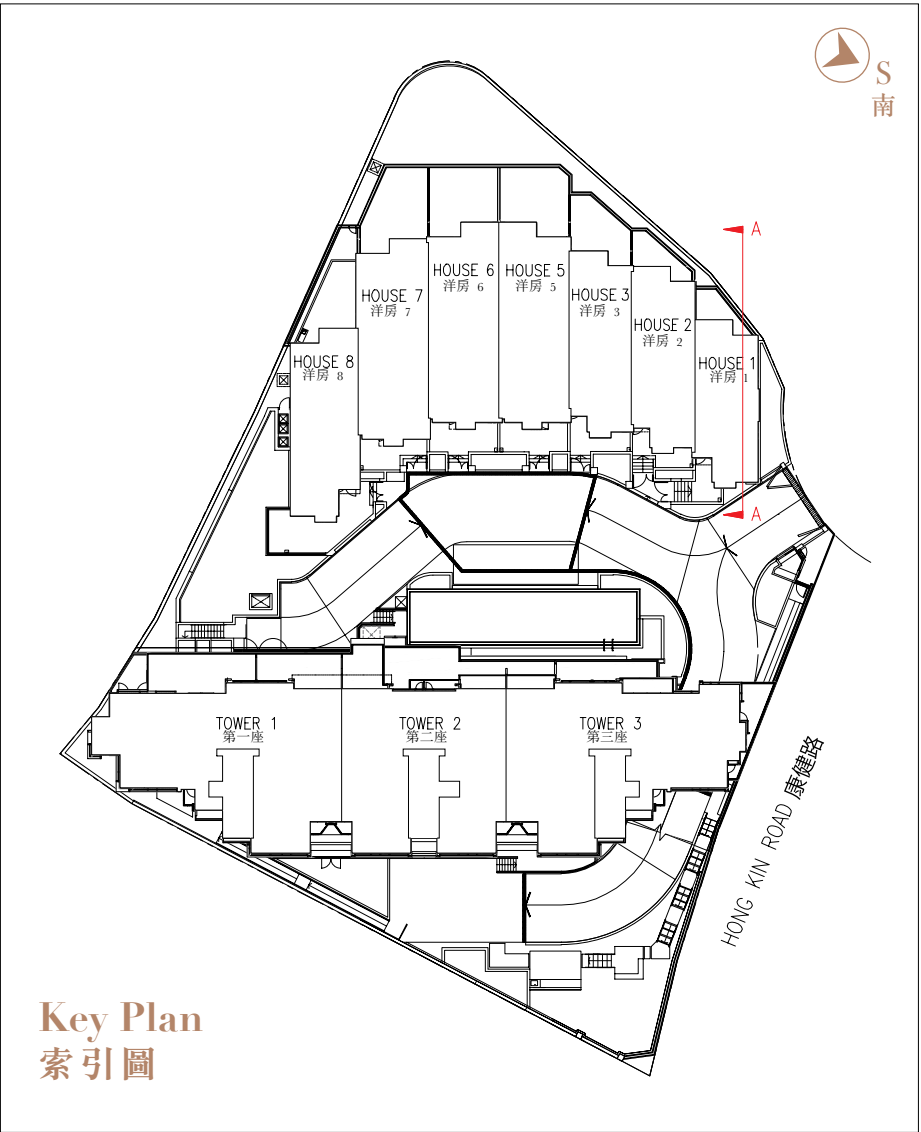 S
南
A
HOUSE 6
洋房 6
HOUSE 5
洋房 5
HOUSE 7
洋房 7
HOUSE 3
洋房 3
HOUSE 2
洋房 2
HOUSE 8
洋房 8
HOUSE 1
洋房 1
A
TOWER 1
第一座
TOWER 2
第二座
TOWER 3
第三座
HONG KIN ROAD 康健路
Key Plan
索引圖